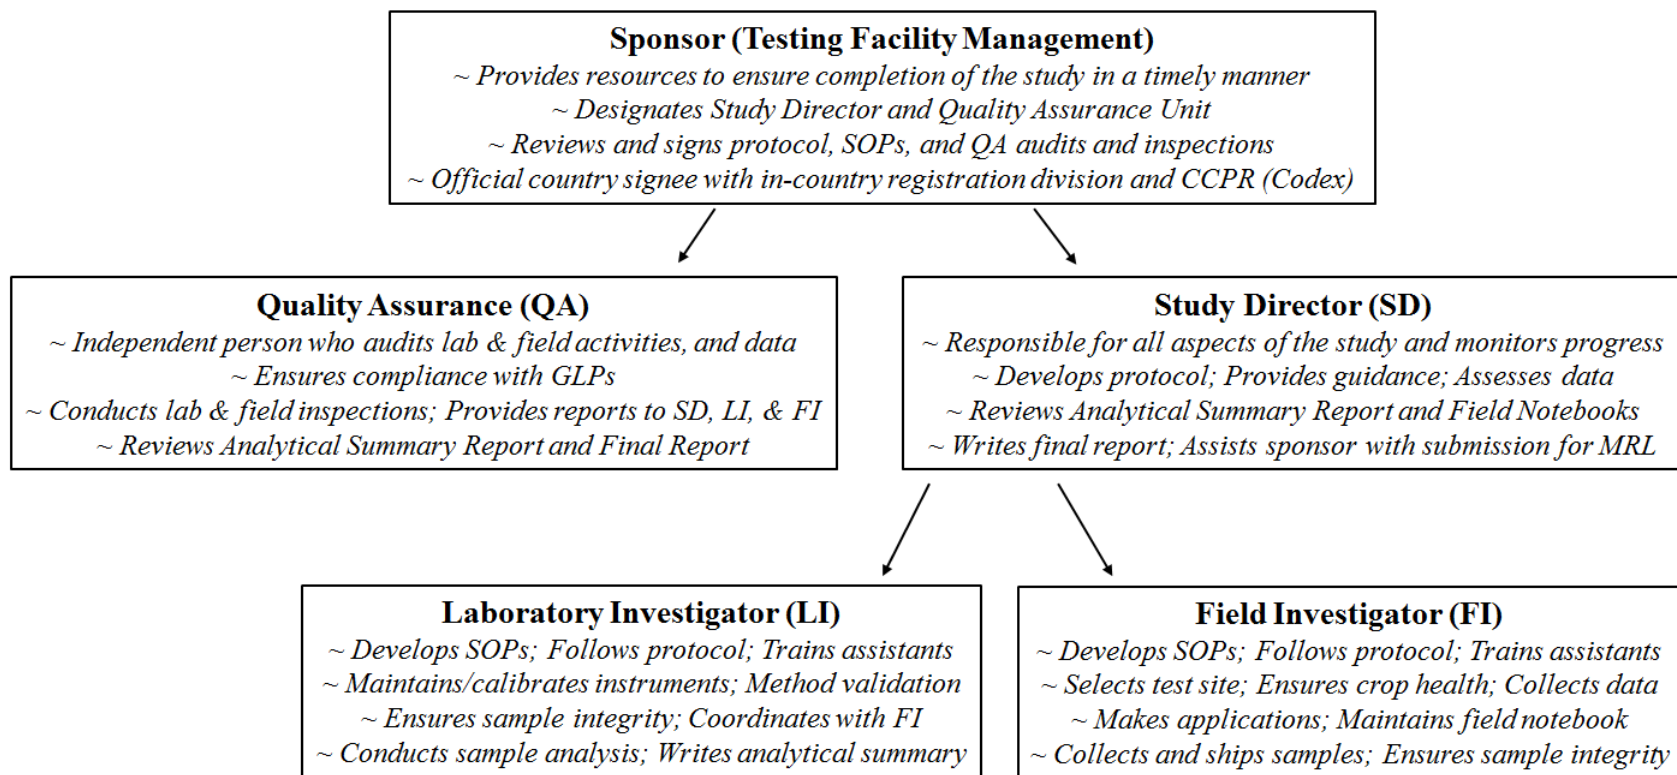 Sponsor (Testing Facility Management)
~ Provides resources to ensure completion of the study in a timely manner
~ Designates Study Director and Quality Assurance Unit
~ Reviews and signs protocol, SOPs, and QA audits and inspections
~ Official country signee with in-country registration division and CCPR (Codex)
Quality Assurance (QA)
~ Independent person who audits lab & field activities, and data
~ Ensures compliance with GLPs
~ Conducts lab & field inspections; Provides reports to SD, LI, & FI
~ Reviews Analytical Summary Report and Final Report
Study Director (SD)
~ Responsible for all aspects of the study and monitors progress
~ Develops protocol; Provides guidance; Assesses data
~ Reviews Analytical Summary Report and Field Notebooks
~ Writes final report; Assists sponsor with submission for MRL
Laboratory Investigator (LI)
~ Develops SOPs; Follows protocol; Trains assistants
~ Maintains/calibrates instruments; Method validation
~ Ensures sample integrity; Coordinates with FI
~ Conducts sample analysis; Writes analytical summary
Field Investigator (FI)
~ Develops SOPs; Follows protocol; Trains assistants
~ Selects test site; Ensures crop health; Collects data
~ Makes applications; Maintains field notebook
~ Collects and ships samples; Ensures sample integrity